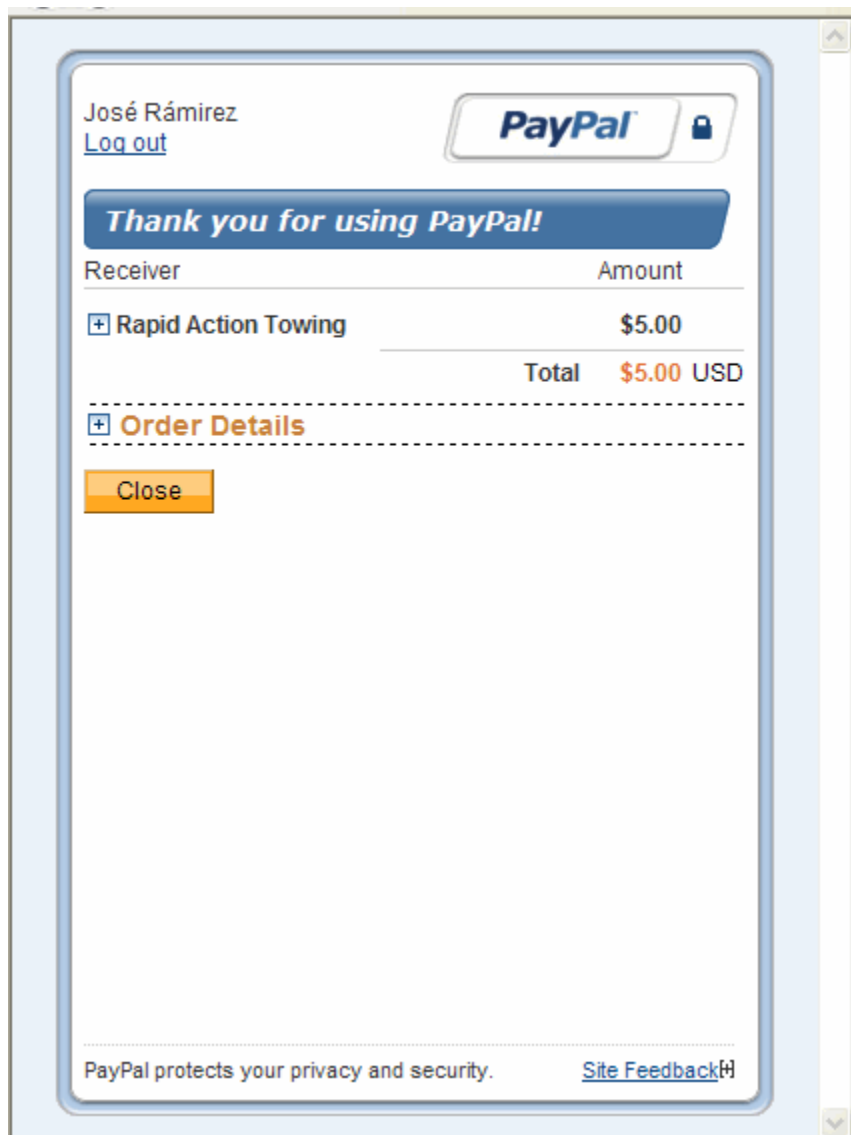 José Rámirez
Log out
PayPal
Thank you for using PayPal!
Receiver Amount
Rapid Action Towing $5.00
Total $5.00 USD
Order Details
Close
PayPal protects your privacy and security. Site Feedback[+]